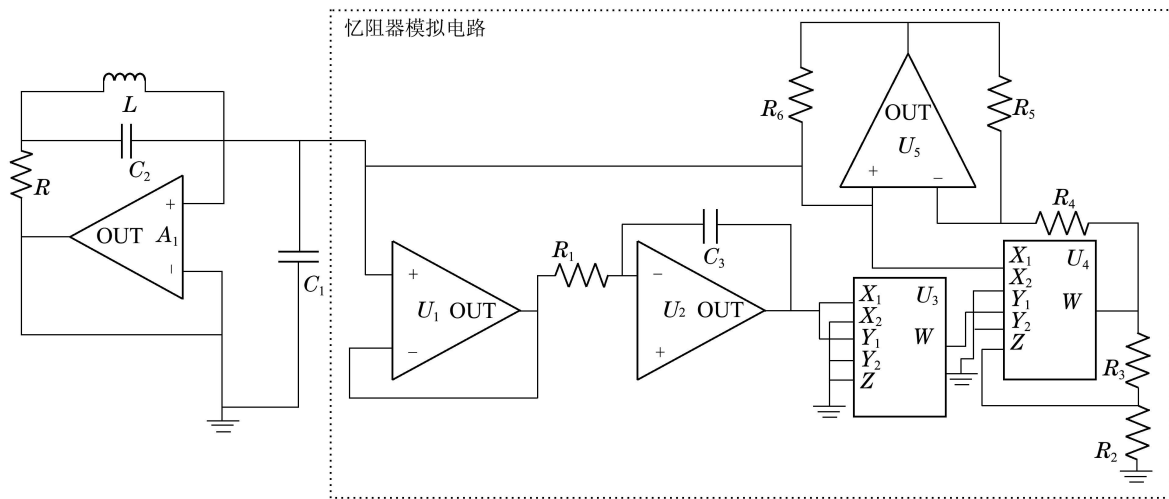 忆阻器模拟电路
L
C₂
R
OUT A₁
+
−
C₁
+
U₁ OUT
−
R₁
C₃
−
U₂ OUT
+
X₁ U₃
X₂
Y₁ W
Y₂
Z
R₆
OUT
U₅
+ −
R₅
R₄
X₁ U₄
X₂
Y₁ W
Y₂
Z
R₃
R₂